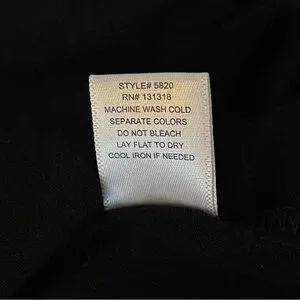 STYLE# 5820
RN# 131318
MACHINE WASH COLD
SEPARATE COLORS
DO NOT BLEACH
LAY FLAT TO DRY
COOL IRON IF NEEDED